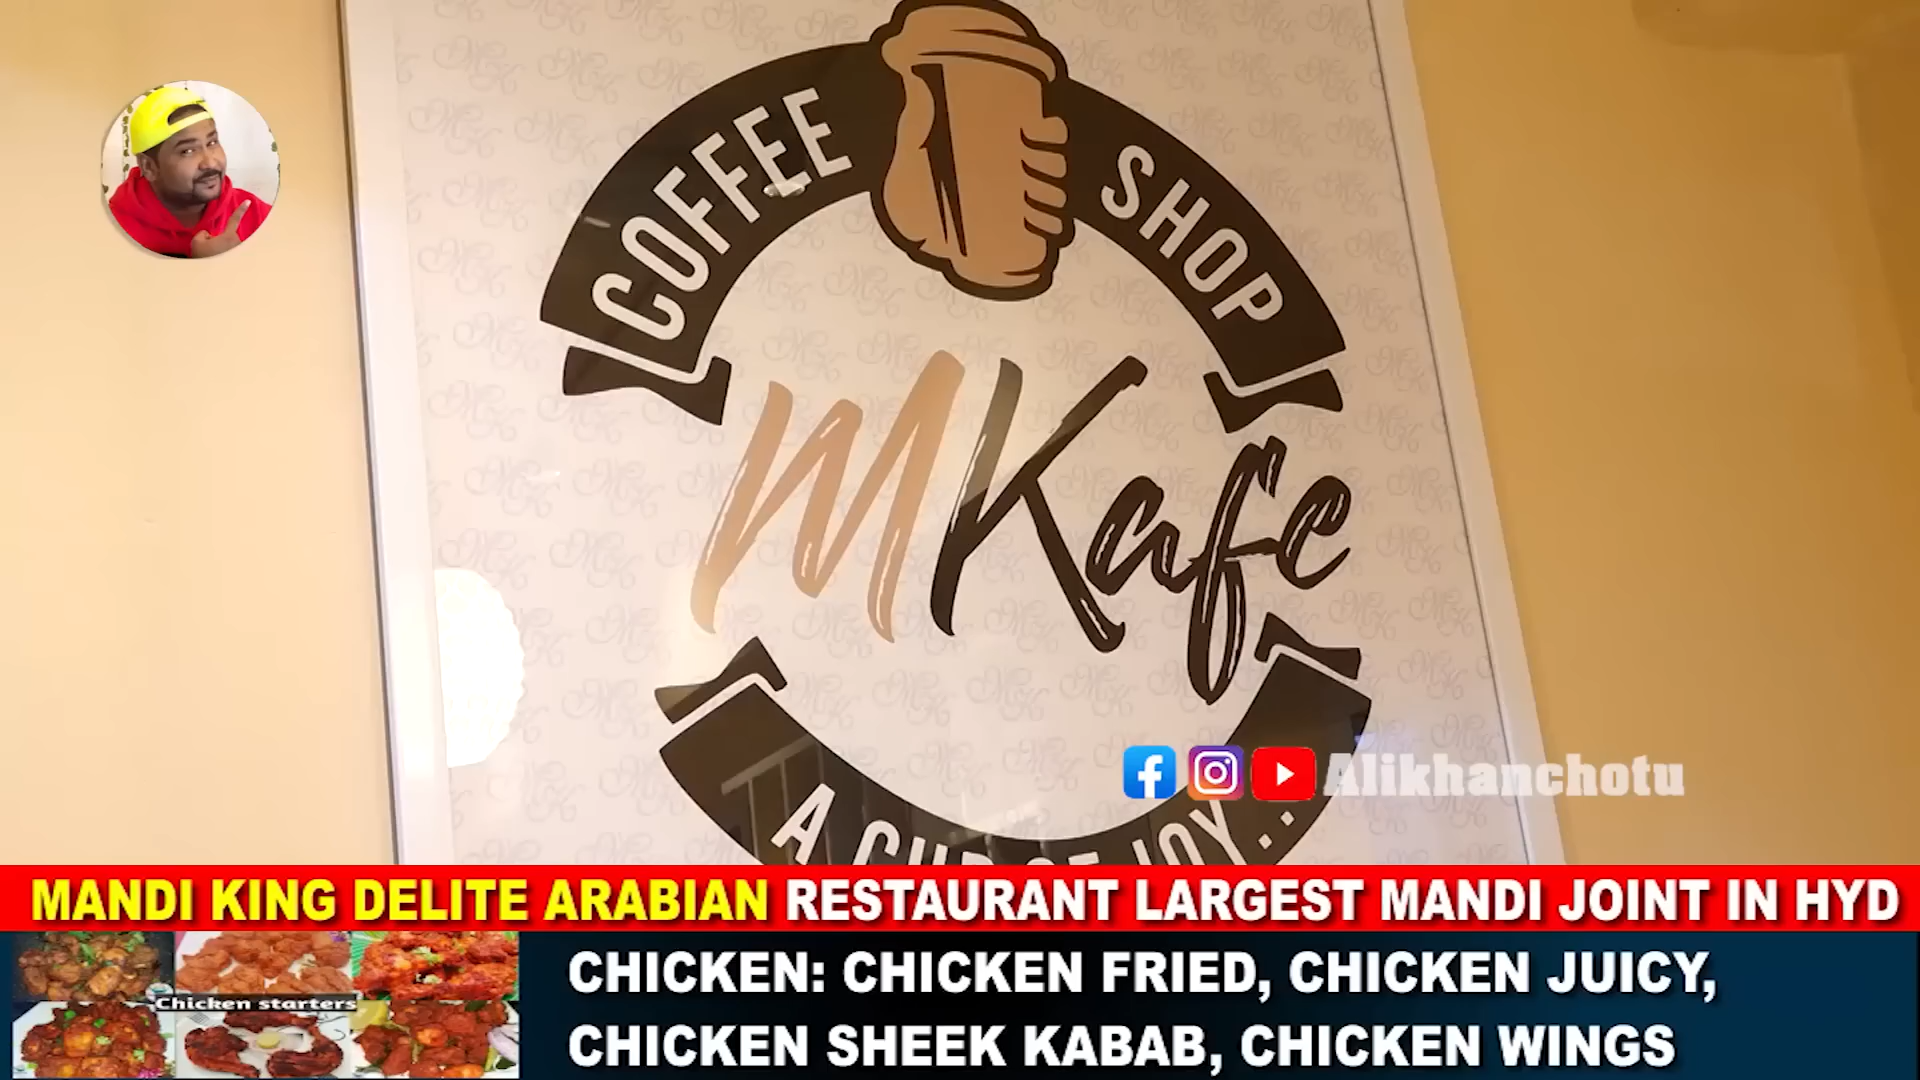 COFFEE SHOP
MKafe
A CUP OF JOY..
Alikhanchotu
MANDI KING DELITE ARABIAN RESTAURANT LARGEST MANDI JOINT IN HYD
Chicken starters
CHICKEN: CHICKEN FRIED, CHICKEN JUICY,
CHICKEN SHEEK KABAB, CHICKEN WINGS